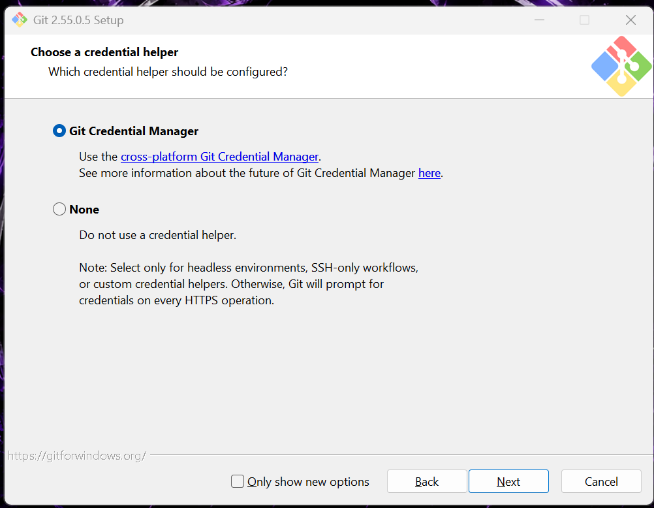 Git 2.55.0.5 Setup
Choose a credential helper
Which credential helper should be configured?
Git Credential Manager
Use the cross-platform Git Credential Manager.
See more information about the future of Git Credential Manager here.
None
Do not use a credential helper.
Note: Select only for headless environments, SSH-only workflows,
or custom credential helpers. Otherwise, Git will prompt for
credentials on every HTTPS operation.
https://gitforwindows.org/
Only show new options
Back
Next
Cancel